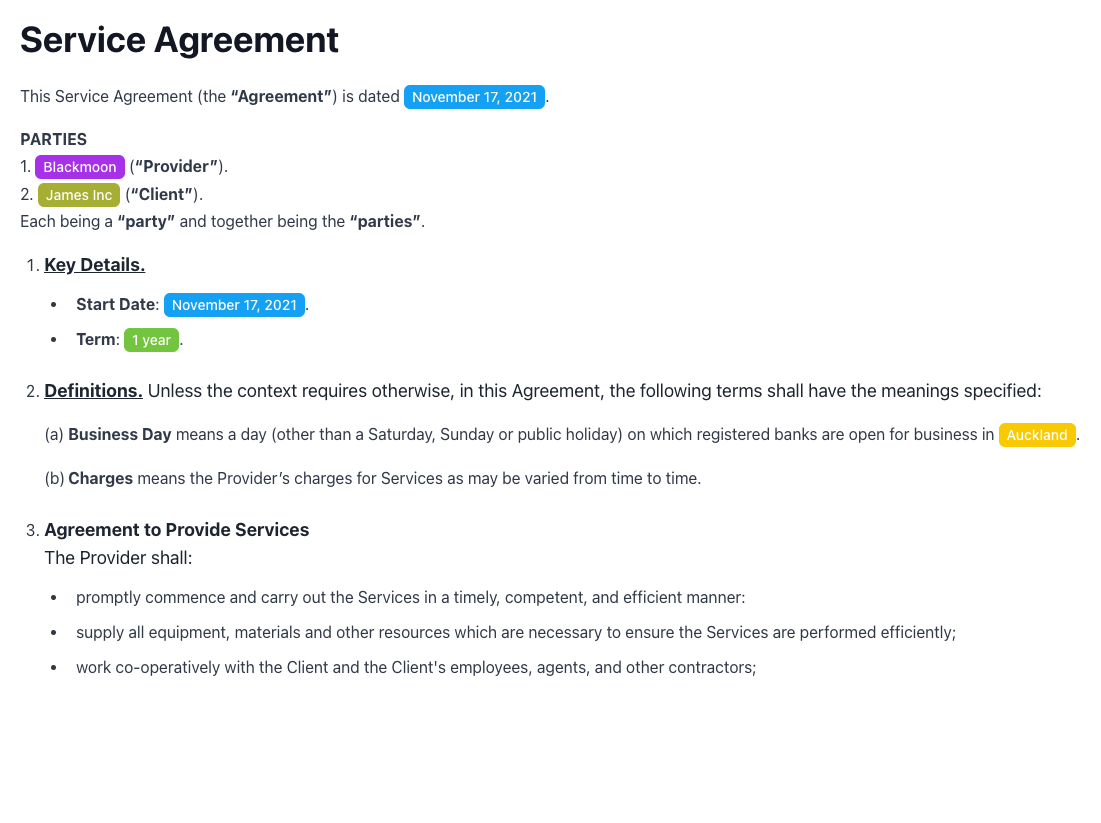 Service Agreement
This Service Agreement (the “Agreement”) is dated November 17, 2021.
PARTIES
1. Blackmoon (“Provider”).
2. James Inc (“Client”).
Each being a “party” and together being the “parties”.
1. Key Details.
• Start Date: November 17, 2021.
• Term: 1 year.
2. Definitions. Unless the context requires otherwise, in this Agreement, the following terms shall have the meanings specified:
(a) Business Day means a day (other than a Saturday, Sunday or public holiday) on which registered banks are open for business in Auckland.
(b) Charges means the Provider’s charges for Services as may be varied from time to time.
3. Agreement to Provide Services
The Provider shall:
• promptly commence and carry out the Services in a timely, competent, and efficient manner:
• supply all equipment, materials and other resources which are necessary to ensure the Services are performed efficiently;
• work co-operatively with the Client and the Client's employees, agents, and other contractors;